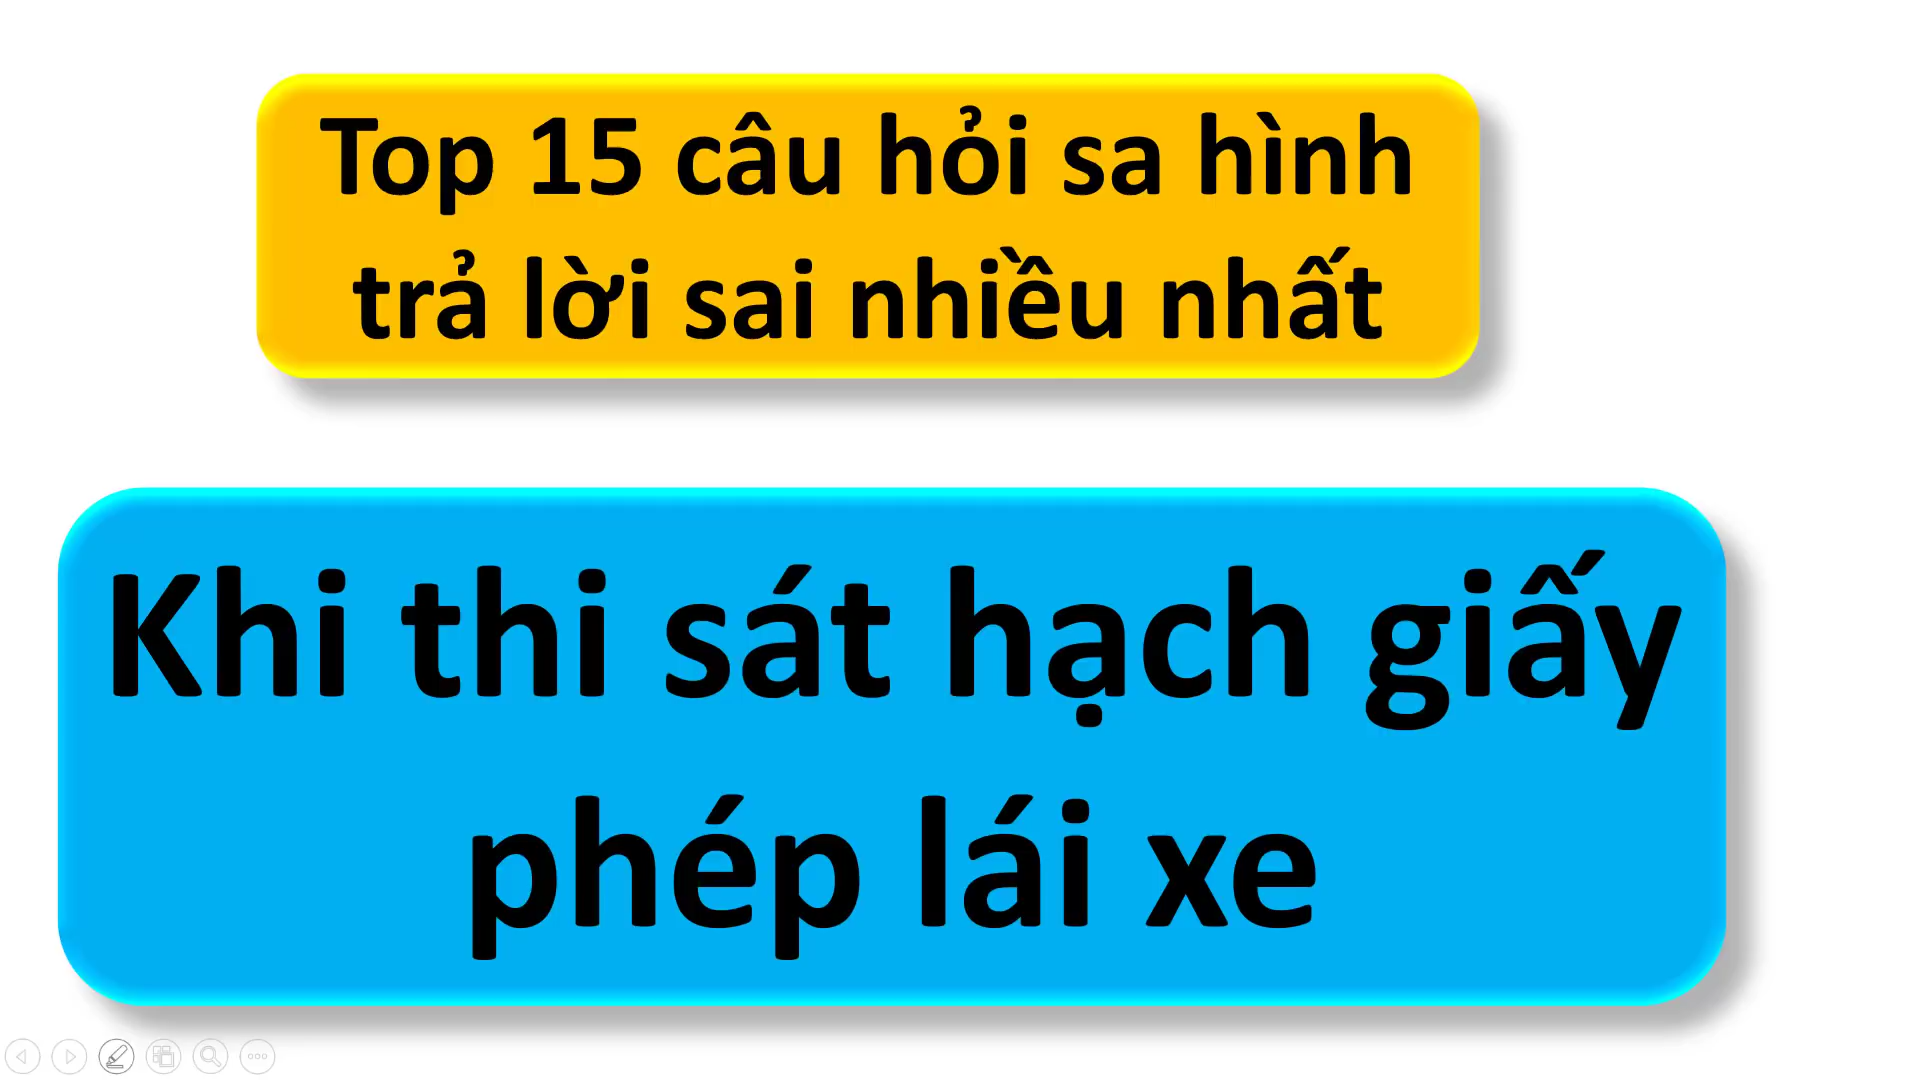 Top 15 câu hỏi sa hình
trả lời sai nhiều nhất
Khi thi sát hạch giấy
phép lái xe